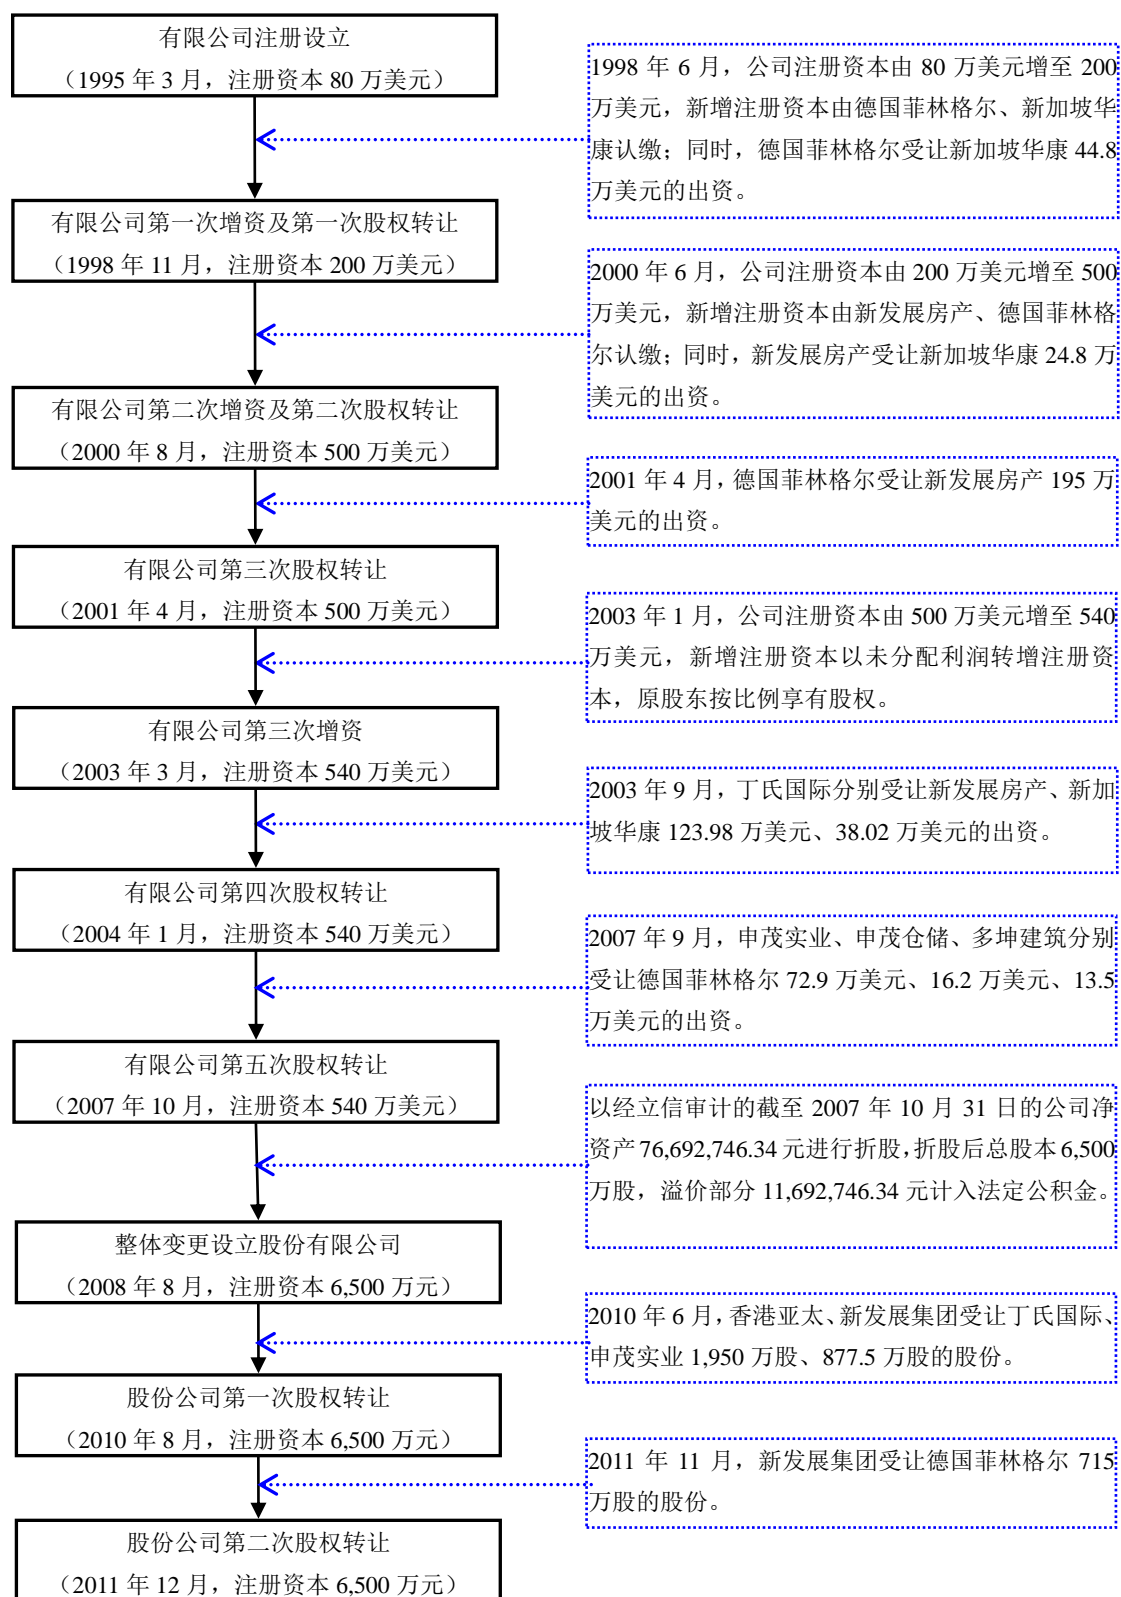 有限公司注册设立
（1995 年 3 月，注册资本 80 万美元）
1998 年 6 月，公司注册资本由 80 万美元增至 200
万美元，新增注册资本由德国菲林格尔、新加坡华
康认缴；同时，德国菲林格尔受让新加坡华康 44.8
万美元的出资。
有限公司第一次增资及第一次股权转让
（1998 年 11 月，注册资本 200 万美元）
2000 年 6 月，公司注册资本由 200 万美元增至 500
万美元，新增注册资本由新发展房产、德国菲林格
尔认缴；同时，新发展房产受让新加坡华康 24.8 万
美元的出资。
有限公司第二次增资及第二次股权转让
（2000 年 8 月，注册资本 500 万美元）
2001 年 4 月，德国菲林格尔受让新发展房产 195 万
美元的出资。
有限公司第三次股权转让
（2001 年 4 月，注册资本 500 万美元）
2003 年 1 月，公司注册资本由 500 万美元增至 540
万美元，新增注册资本以未分配利润转增注册资
本，原股东按比例享有股权。
有限公司第三次增资
（2003 年 3 月，注册资本 540 万美元）
2003 年 9 月，丁氏国际分别受让新发展房产、新加
坡华康 123.98 万美元、38.02 万美元的出资。
有限公司第四次股权转让
（2004 年 1 月，注册资本 540 万美元）
2007 年 9 月，申茂实业、申茂仓储、多坤建筑分别
受让德国菲林格尔 72.9 万美元、16.2 万美元、13.5
万美元的出资。
有限公司第五次股权转让
（2007 年 10 月，注册资本 540 万美元）
以经立信审计的截至 2007 年 10 月 31 日的公司净
资产 76,692,746.34 元进行折股，折股后总股本 6,500
万股，溢价部分 11,692,746.34 元计入法定公积金。
整体变更设立股份有限公司
（2008 年 8 月，注册资本 6,500 万元）
2010 年 6 月，香港亚太、新发展集团受让丁氏国际、
申茂实业 1,950 万股、877.5 万股的股份。
股份公司第一次股权转让
（2010 年 8 月，注册资本 6,500 万元）
2011 年 11 月，新发展集团受让德国菲林格尔 715
万股的股份。
股份公司第二次股权转让
（2011 年 12 月，注册资本 6,500 万元）